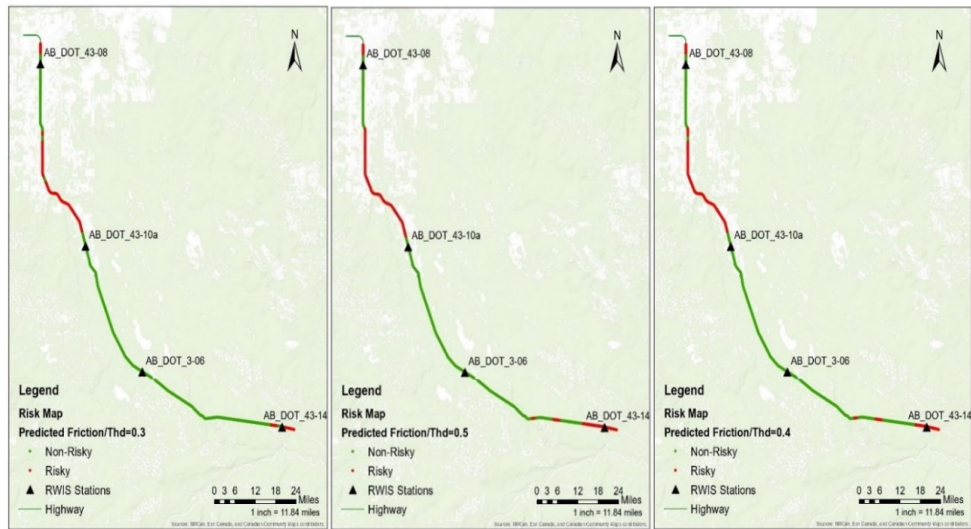 N
AB_DOT_43-08
AB_DOT_43-10a
AB_DOT_3-06
AB_DOT_43-14
Legend
Risk Map
Predicted Friction/Thd=0.3
Non-Risky
Risky
RWIS Stations
Highway
0 3 6 12 18 24
Miles
1 inch = 11.84 miles
N
AB_DOT_43-08
AB_DOT_43-10a
AB_DOT_3-06
AB_DOT_43-14
Legend
Risk Map
Predicted Friction/Thd=0.5
Non-Risky
Risky
RWIS Stations
Highway
0 3 6 12 18 24
Miles
1 inch = 11.84 miles
N
AB_DOT_43-08
AB_DOT_43-10a
AB_DOT_3-06
AB_DOT_43-14
Legend
Risk Map
Predicted Friction/Thd=0.4
Non-Risky
Risky
RWIS Stations
Highway
0 3 6 12 18 24
Miles
1 inch = 11.84 miles